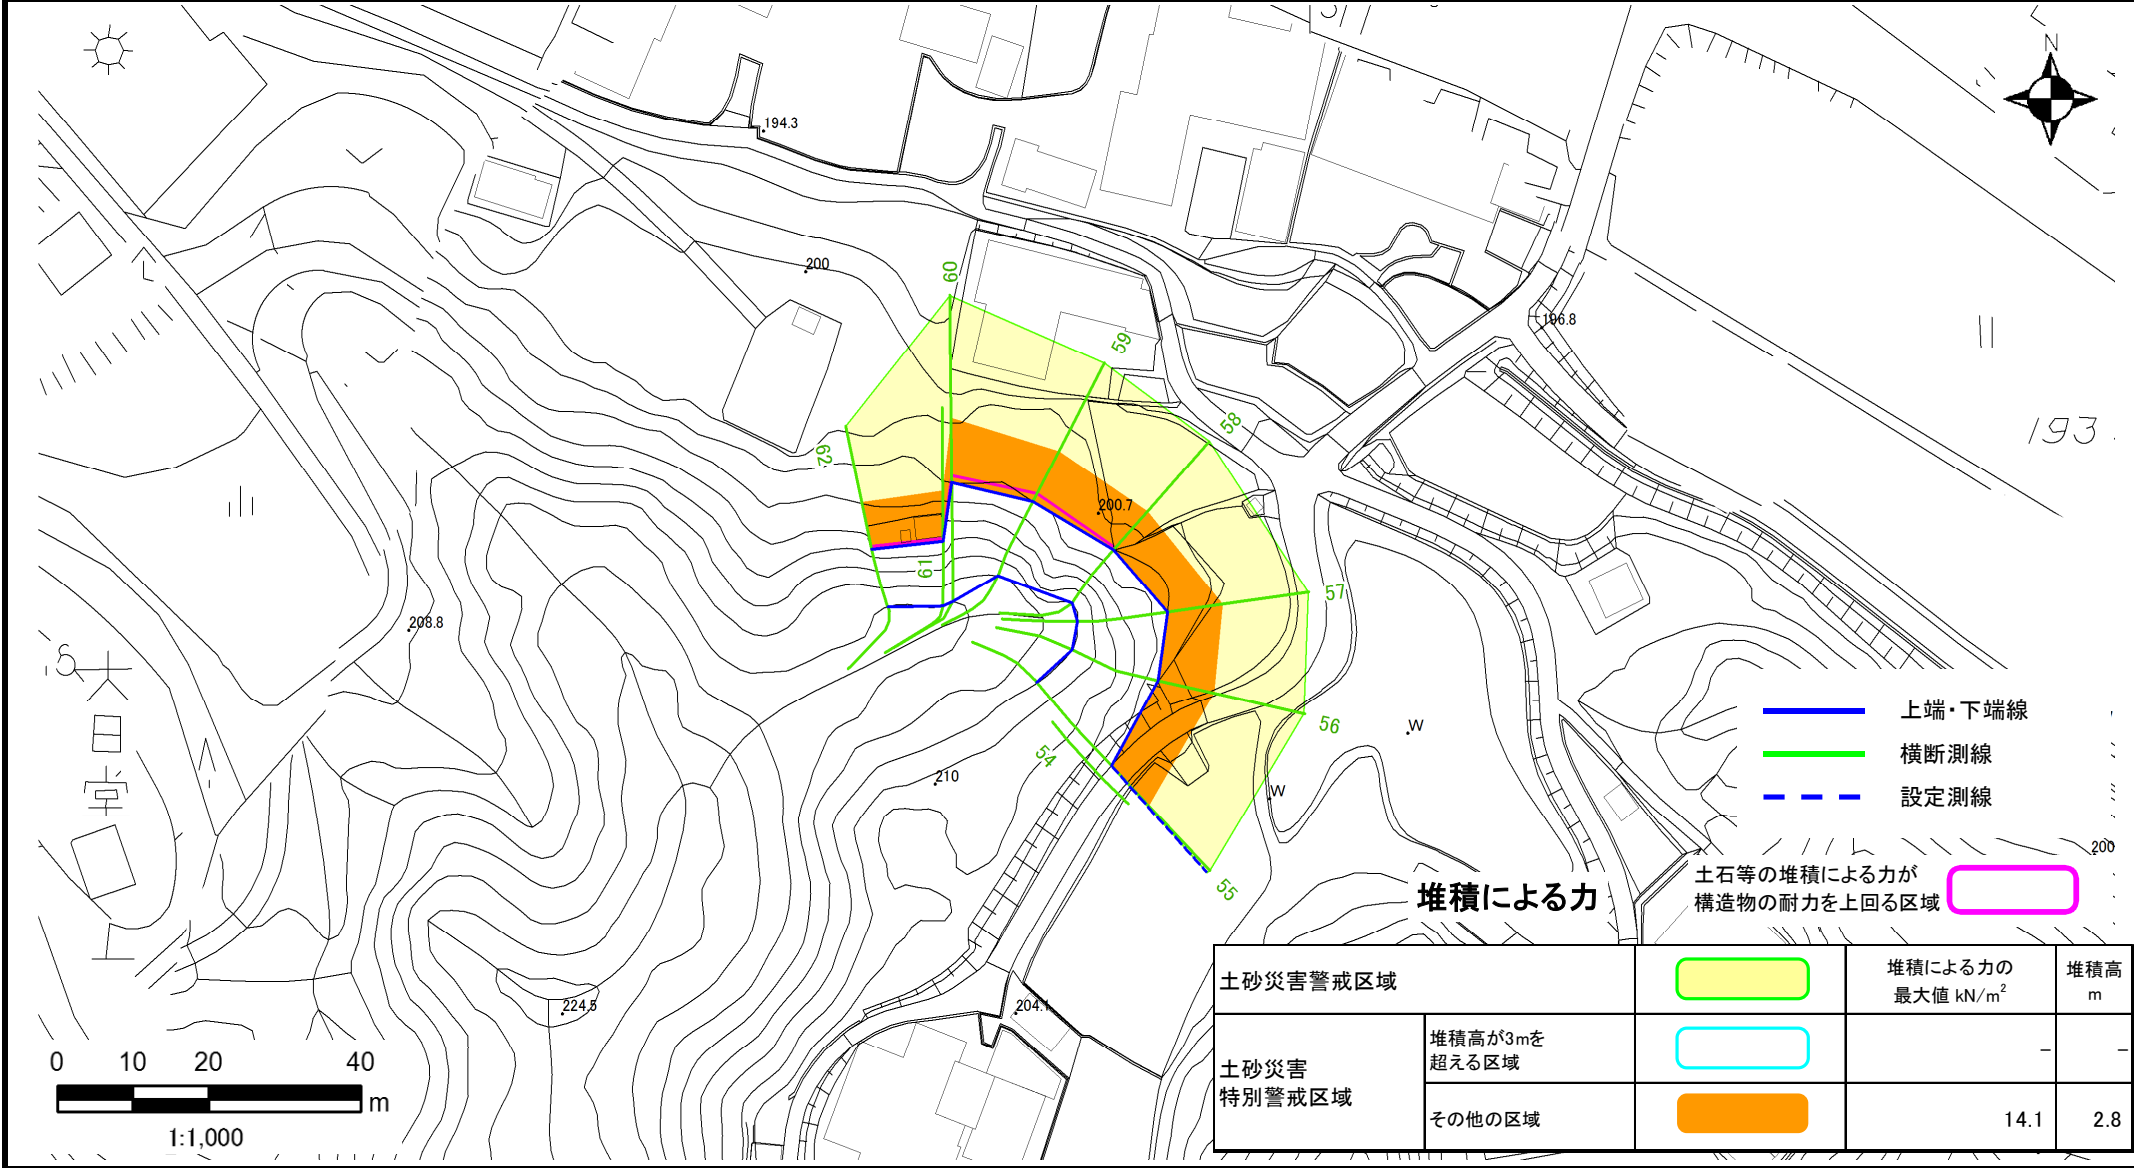 N
194.3
200
60
59
196.8
58
193
62
200.7
61
57
208.8
56
W
54
210
W
55
224.5
204.1
200
上端・下端線
横断測線
設定測線
堆積による力
土石等の堆積による力が
構造物の耐力を上回る区域
土砂災害警戒区域
堆積による力の
最大値 kN/m²
堆積高
m
土砂災害
特別警戒区域
堆積高が3mを
超える区域
－
－
その他の区域
14.1
2.8
0 10 20 40
m
1:1,000